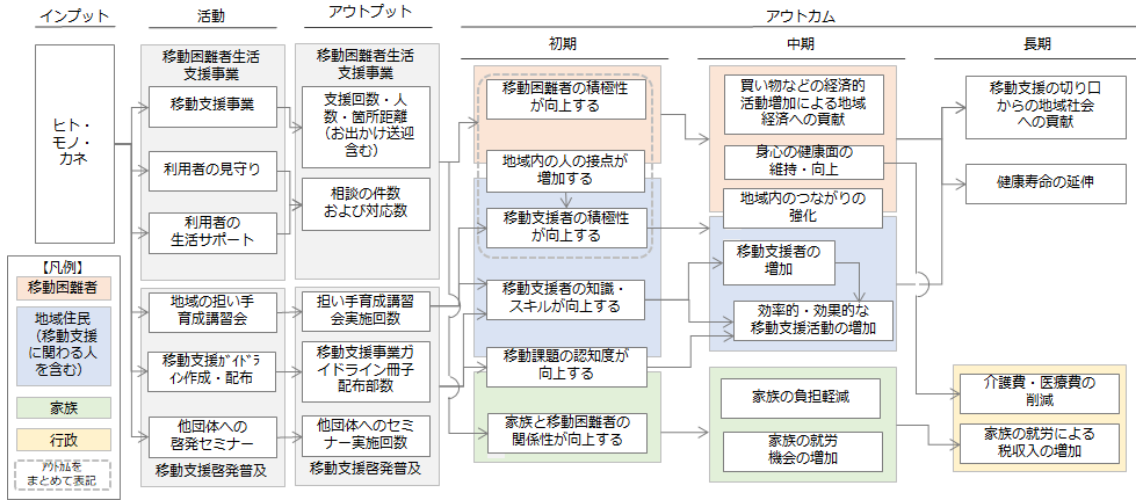 インプット
活動
アウトプット
アウトカム
初期
中期
長期
ヒト・
モノ・
カネ
【凡例】
移動困難者
地域住民
（移動支援
に関わる人
を含む）
家族
行政
ｱｳﾄｶﾑを
まとめて表記
移動困難者生活
支援事業
移動支援事業
利用者の見守り
利用者の
生活サポート
地域の担い手
育成講習会
移動支援ｶﾞｲﾄﾞﾗ
ｲﾝ作成・配布
他団体への
啓発セミナー
移動支援啓発普及
移動困難者生活
支援事業
支援回数・人
数・箇所距離
（お出かけ送迎
含む）
相談の件数
および対応数
担い手育成講習
会実施回数
移動支援事業ガ
イドライン冊子
配布部数
他団体へのセミ
ナー実施回数
移動支援啓発普及
移動困難者の積極性
が向上する
地域内の人の接点が
増加する
移動支援者の積極性
が向上する
移動支援者の知識・
スキルが向上する
移動課題の認知度が
向上する
家族と移動困難者の
関係性が向上する
買い物などの経済的
活動増加による地域
経済への貢献
身心の健康面の
維持・向上
地域内のつながりの
強化
移動支援者の
増加
効率的・効果的な
移動支援活動の増加
家族の負担軽減
家族の就労
機会の増加
移動支援の切り口
からの地域社会
への貢献
健康寿命の延伸
介護費・医療費の
削減
家族の就労による
税収入の増加